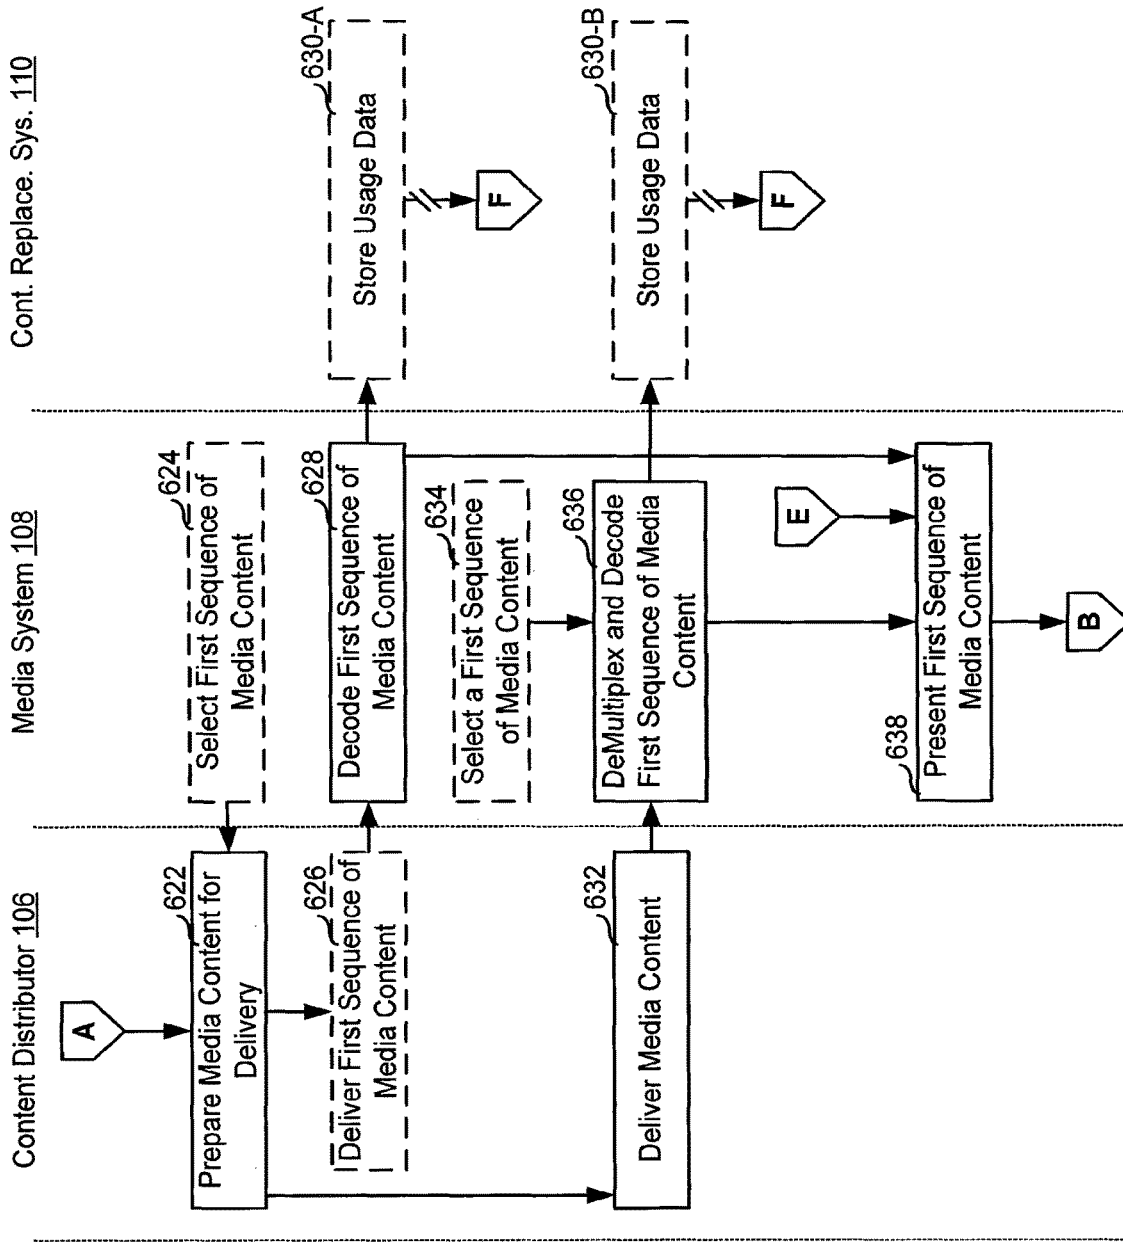 Content Distributor 106
Media System 108
Cont. Replace. Sys. 110
A
622
Prepare Media Content for
Delivery
624
Select First Sequence of
Media Content
626
Deliver First Sequence of
Media Content
628
Decode First Sequence of
Media Content
630-A
Store Usage Data
F
634
Select a First Sequence
of Media Content
632
Deliver Media Content
636
DeMultiplex and Decode
First Sequence of Media
Content
630-B
Store Usage Data
F
E
638
Present First Sequence of
Media Content
B